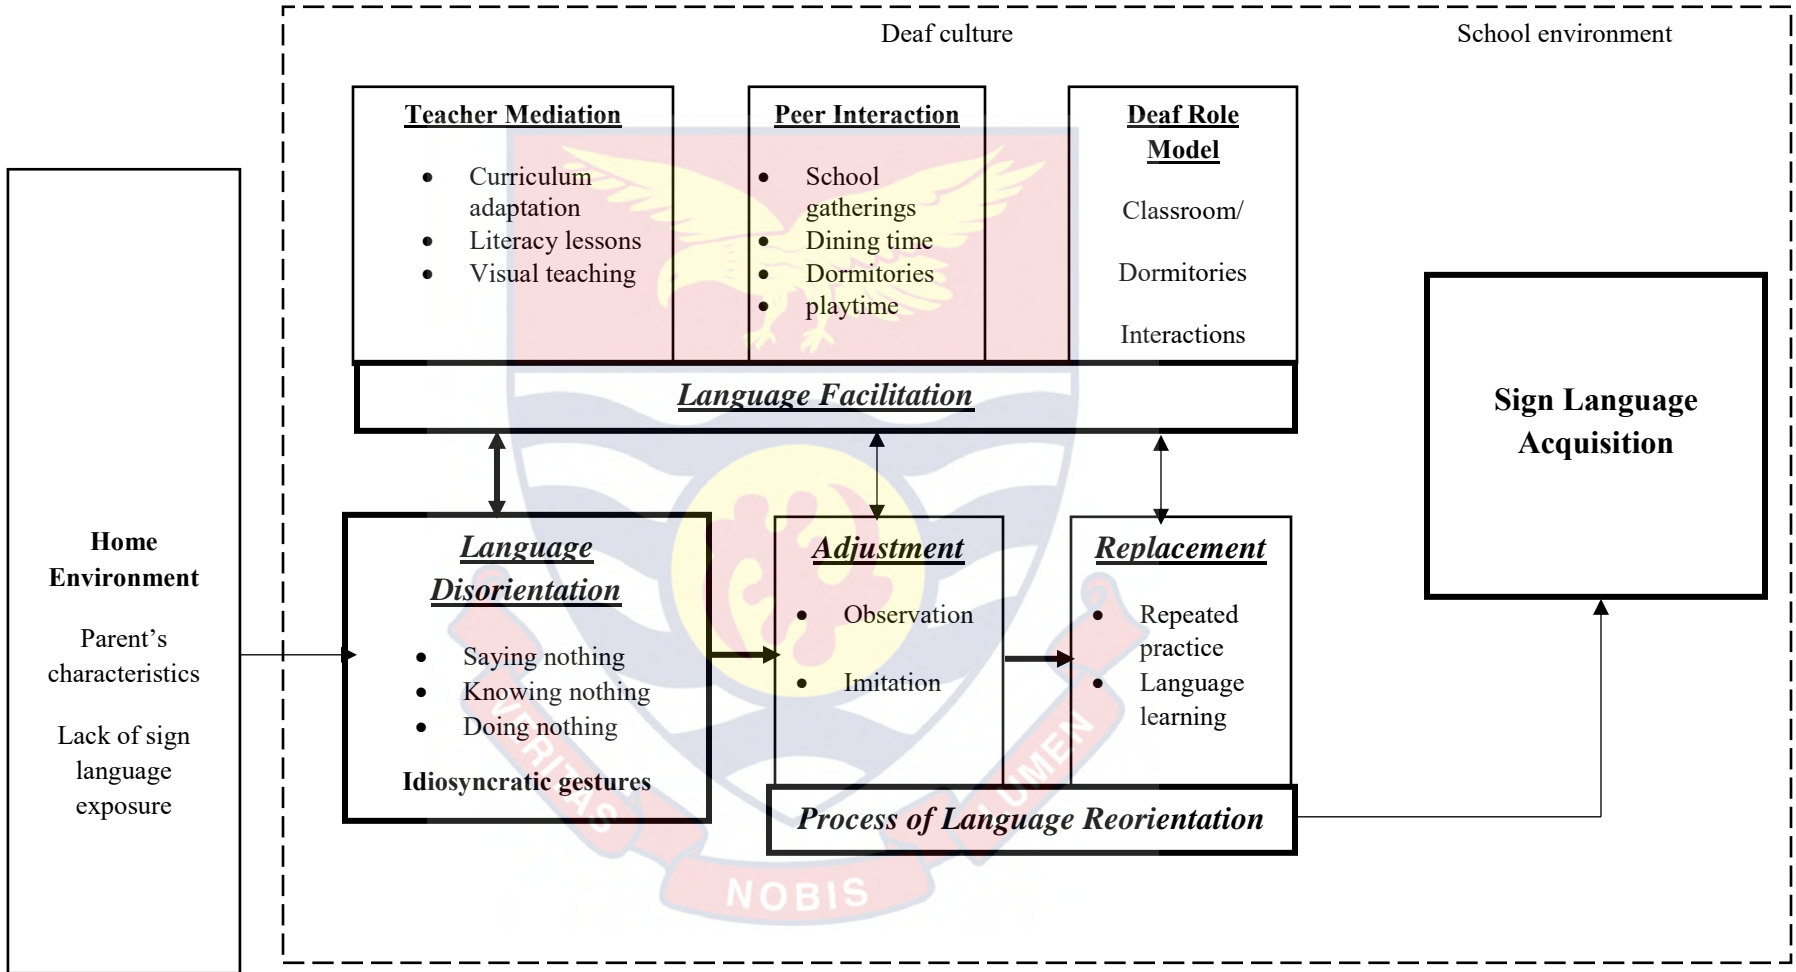 Deaf culture
School environment
Teacher Mediation
• Curriculum
adaptation
• Literacy lessons
• Visual teaching
Peer Interaction
• School
gatherings
• Dining time
• Dormitories
• playtime
Deaf Role
Model
Classroom/
Dormitories
Interactions
Language Facilitation
Home
Environment
Parent’s
characteristics
Lack of sign
language
exposure
Language
Disorientation
• Saying nothing
• Knowing nothing
• Doing nothing
Idiosyncratic gestures
Adjustment
• Observation
• Imitation
Replacement
• Repeated
practice
• Language
learning
Process of Language Reorientation
Sign Language
Acquisition
VERITAS
NOBIS
LUMEN